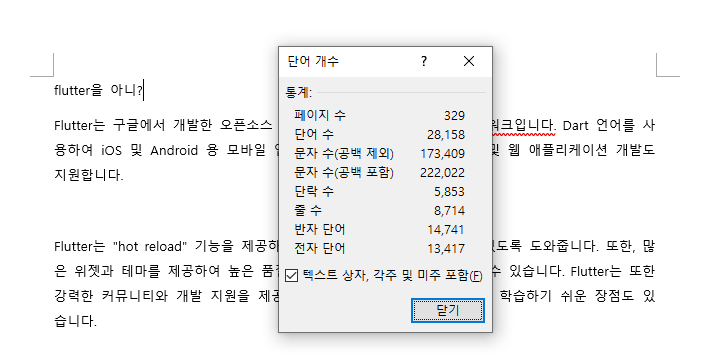 flutter을 아니?
Flutter는 구글에서 개발한 오픈소스
워크입니다. Dart 언어를 사
용하여 iOS 및 Android 용 모바일
및 웹 애플리케이션 개발도
지원합니다.
Flutter는 "hot reload" 기능을 제공하
있도록 도와줍니다. 또한, 많
은 위젯과 테마를 제공하여 높은 품
수 있습니다. Flutter는 또한
강력한 커뮤니티와 개발 지원을 제공
학습하기 쉬운 장점도 있
습니다.
단어 개수 ? ×
통계:
페이지 수 329
단어 수 28,158
문자 수(공백 제외) 173,409
문자 수(공백 포함) 222,022
단락 수 5,853
줄 수 8,714
반자 단어 14,741
전자 단어 13,417
텍스트 상자, 각주 및 미주 포함(F)
닫기